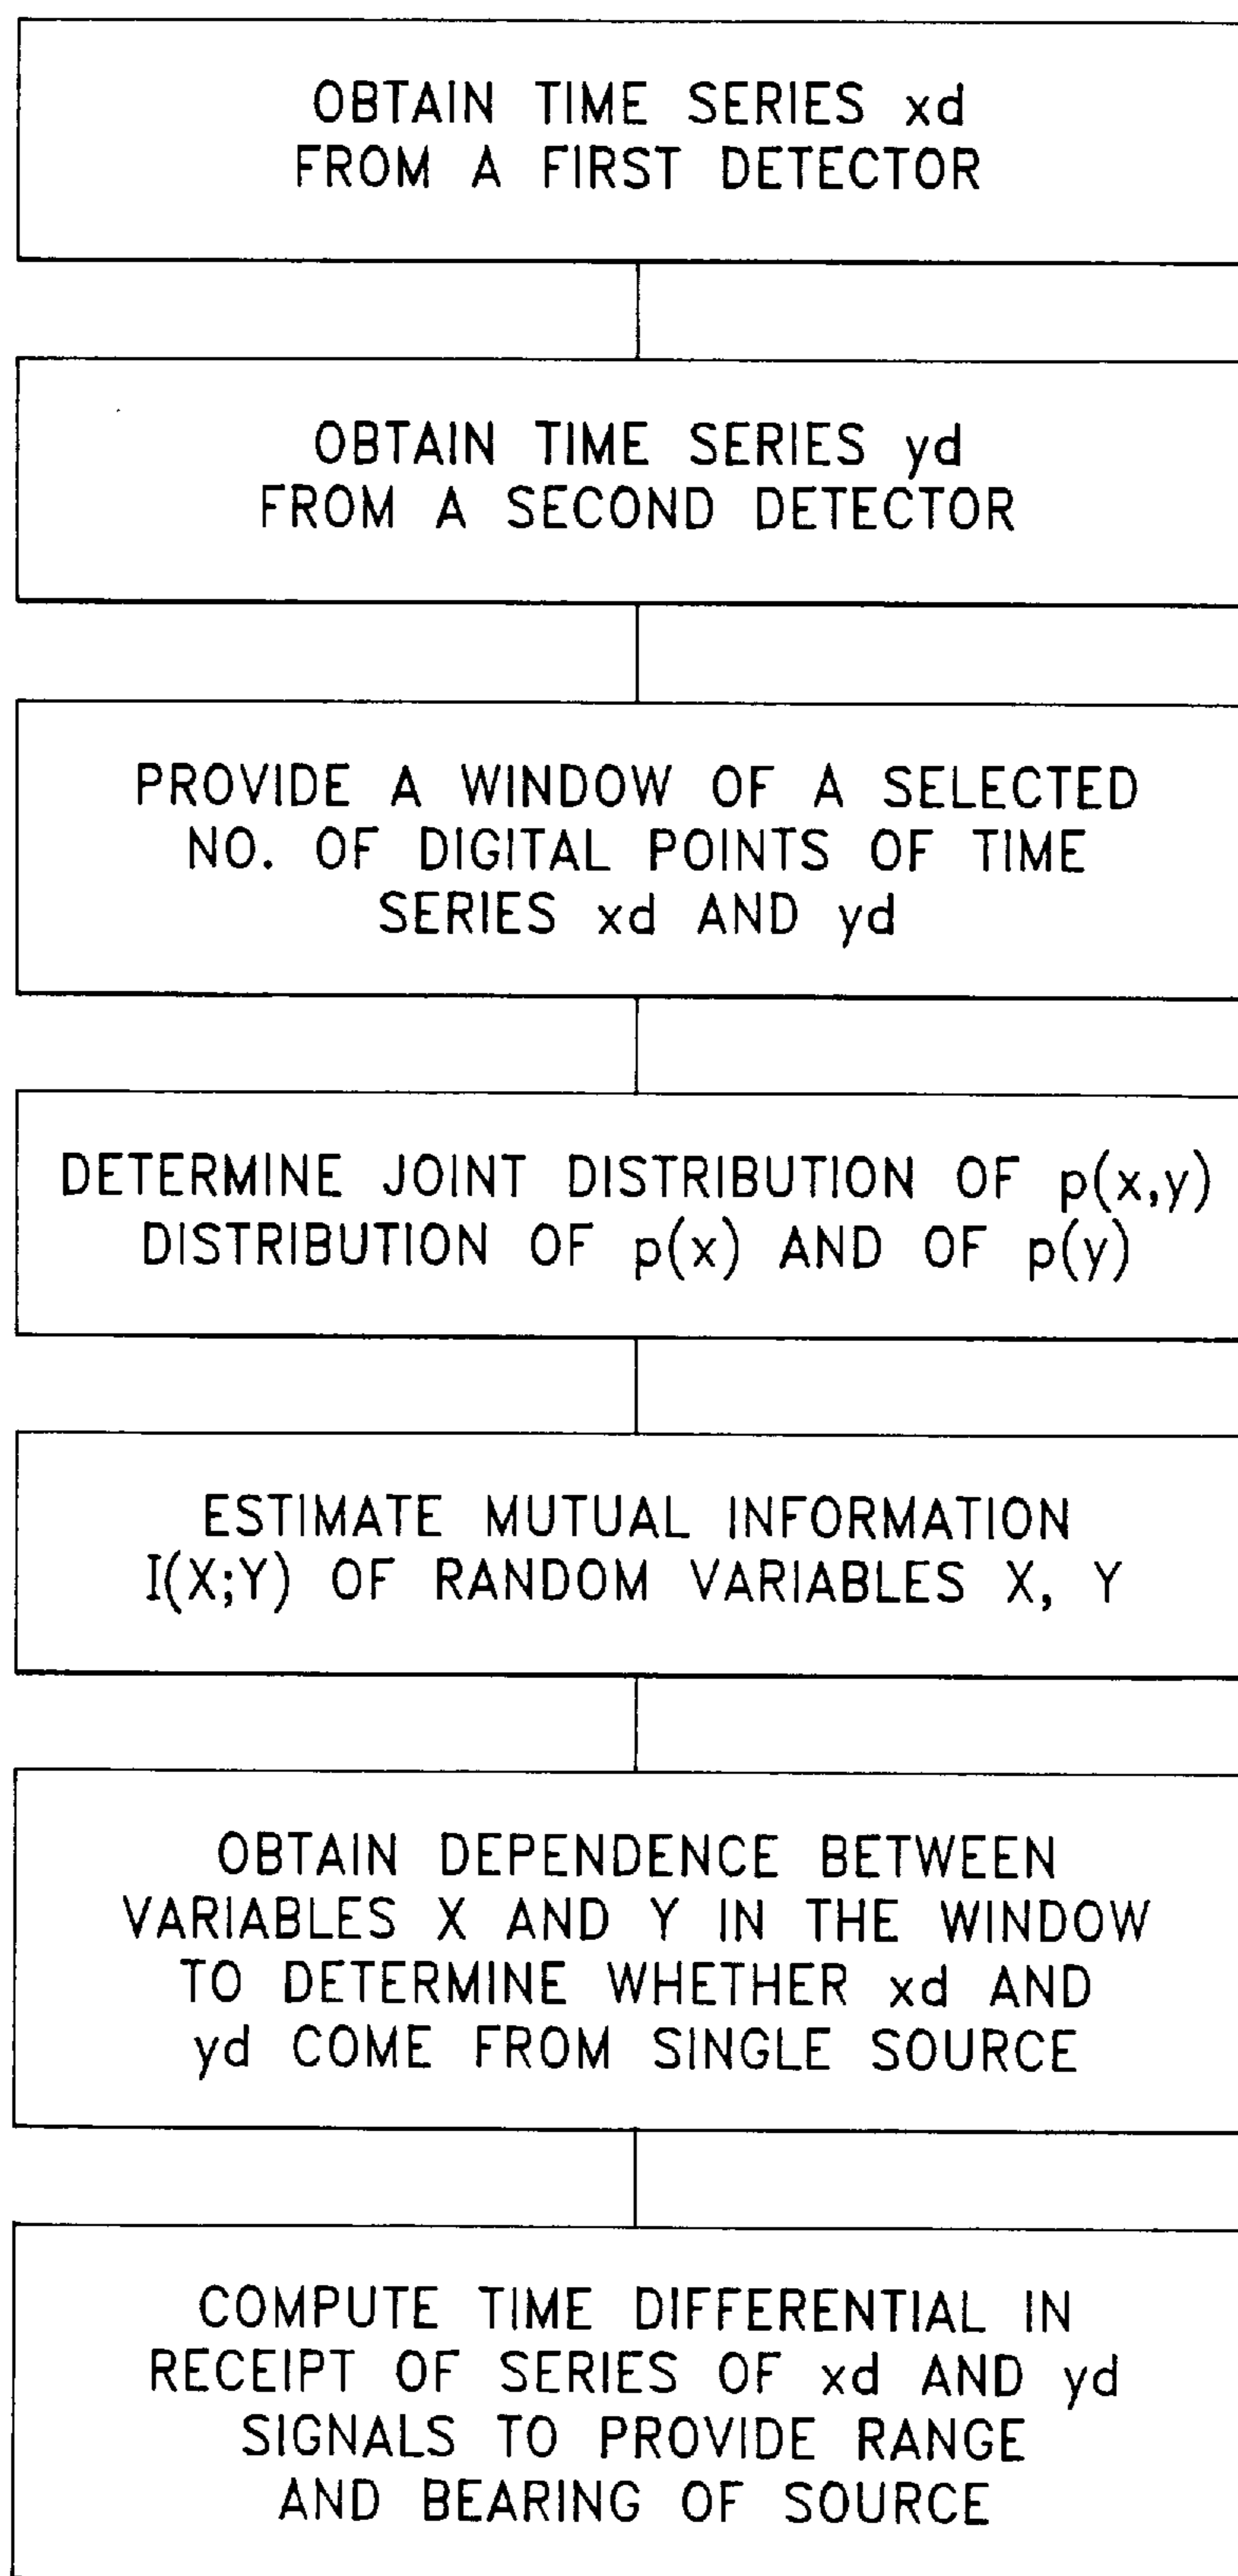 OBTAIN TIME SERIES xd
FROM A FIRST DETECTOR
OBTAIN TIME SERIES yd
FROM A SECOND DETECTOR
PROVIDE A WINDOW OF A SELECTED
NO. OF DIGITAL POINTS OF TIME
SERIES xd AND yd
DETERMINE JOINT DISTRIBUTION OF p(x,y)
DISTRIBUTION OF p(x) AND OF p(y)
ESTIMATE MUTUAL INFORMATION
I(X;Y) OF RANDOM VARIABLES X, Y
OBTAIN DEPENDENCE BETWEEN
VARIABLES X AND Y IN THE WINDOW
TO DETERMINE WHETHER xd AND
yd COME FROM SINGLE SOURCE
COMPUTE TIME DIFFERENTIAL IN
RECEIPT OF SERIES OF xd AND yd
SIGNALS TO PROVIDE RANGE
AND BEARING OF SOURCE